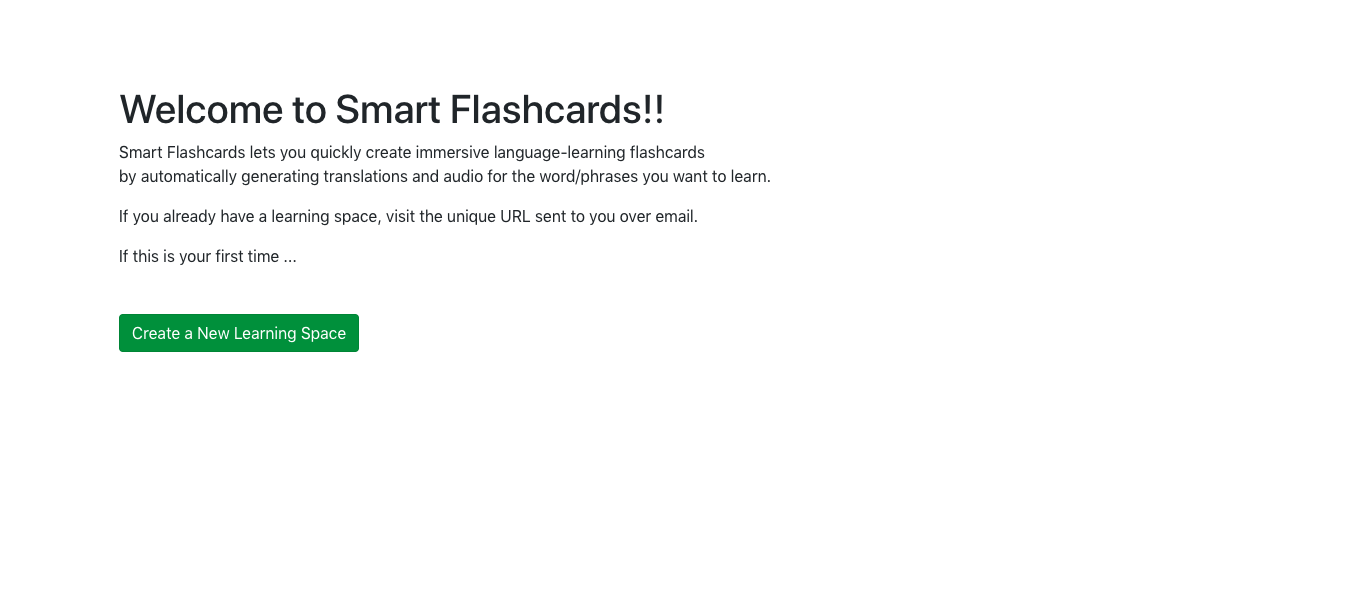 Welcome to Smart Flashcards!!
Smart Flashcards lets you quickly create immersive language-learning flashcards
by automatically generating translations and audio for the word/phrases you want to learn.
If you already have a learning space, visit the unique URL sent to you over email.
If this is your first time ...
Create a New Learning Space